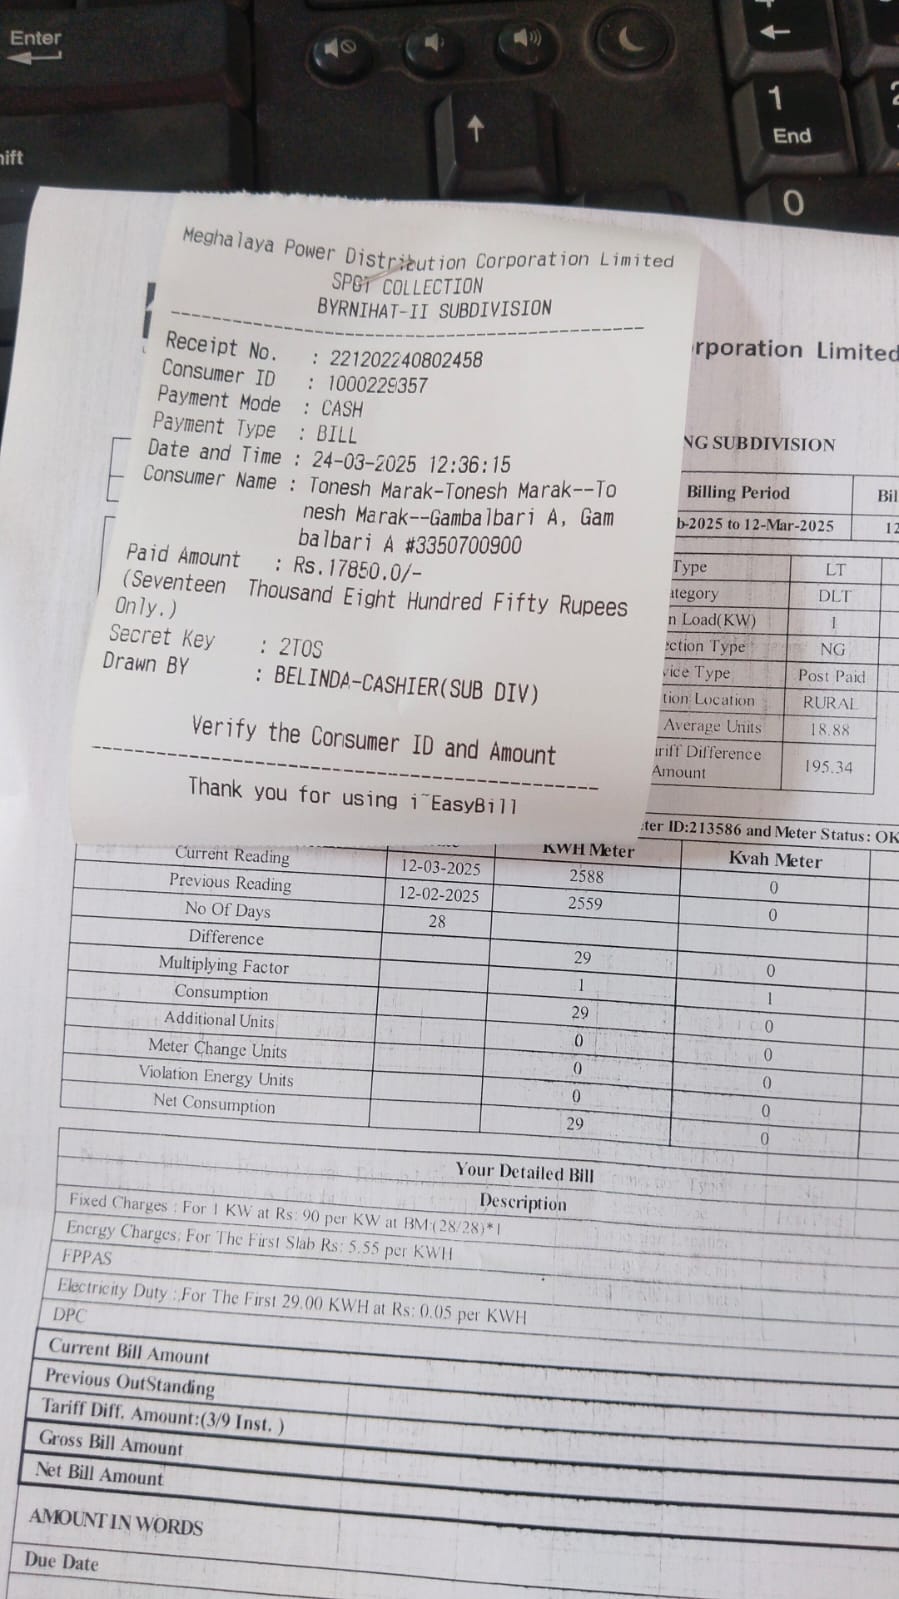 Enter
hift
1
End
2
0
Meghalaya Power Distribution Corporation Limited
SPOT COLLECTION
BYRNIHAT-II SUBDIVISION
Receipt No. : 221202240802458
Consumer ID : 1000229357
Payment Mode : CASH
Payment Type : BILL
Date and Time : 24-03-2025 12:36:15
Consumer Name : Tonesh Marak-Tonesh Marak--To
nesh Marak--Gambalbari A, Gam
balbari A #3350700900
Paid Amount : Rs.17850.0/-
(Seventeen Thousand Eight Hundred Fifty Rupees
Only.)
Secret Key : 2TOS
Drawn BY : BELINDA-CASHIER(SUB DIV)
Verify the Consumer ID and Amount
Thank you for using i~EasyBill
rporation Limited
NG SUBDIVISION
Billing Period Bil
b-2025 to 12-Mar-2025 12
Type LT
ategory DLT
n Load(KW) 1
ection Type NG
vice Type Post Paid
tion Location RURAL
Average Units 18.88
ariff Difference
Amount 195.34
ter ID:213586 and Meter Status: OK
KWH Meter Kvah Meter
Current Reading 12-03-2025 2588 0
Previous Reading 12-02-2025 2559 0
No Of Days 28
Difference 29 0
Multiplying Factor 1 1
Consumption 29 0
Additional Units 0 0
Meter Change Units 0 0
Violation Energy Units 0 0
Net Consumption 29 0
Your Detailed Bill
Description
Fixed Charges : For 1 KW at Rs: 90 per KW at BM:(28/28)*1
Energy Charges: For The First Slab Rs: 5.55 per KWH
FPPAS
Electricity Duty : For The First 29.00 KWH at Rs: 0.05 per KWH
DPC
Current Bill Amount
Previous OutStanding
Tariff Diff. Amount:(3/9 Inst. )
Gross Bill Amount
Net Bill Amount
AMOUNT IN WORDS
Due Date